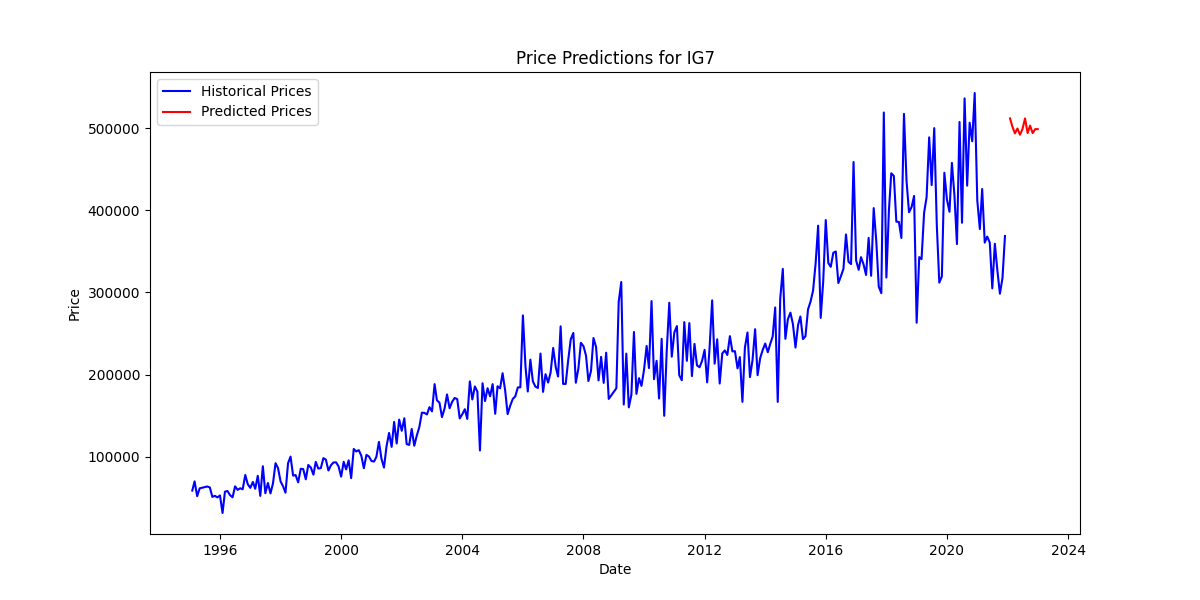 Price Predictions for IG7
Historical Prices
Predicted Prices
500000
400000
300000
200000
100000
Price
1996 2000 2004 2008 2012 2016 2020 2024
Date